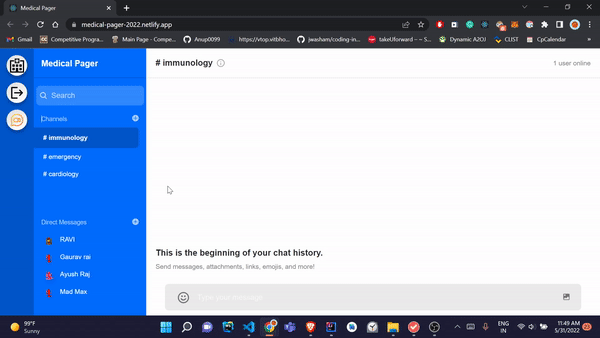 Medical Pager
medical-pager-2022.netlify.app
Gmail
Competitive Progra...
Main Page - Compe...
Anup0099
https://vtop.vitbho...
jwasham/coding-in...
takeUforward – ~ S...
Dynamic A2OJ
CLIST
CpCalendar
Medical Pager
# immunology
1 user online
Search
Channels
# immunology
# emergency
# cardiology
Direct Messages
RAVI
Gaurav rai
Ayush Raj
Mad Max
This is the beginning of your chat history.
Send messages, attachments, links, emojis, and more!
Type your message
99°F
Sunny
ENG
IN
11:49 AM
5/31/2022